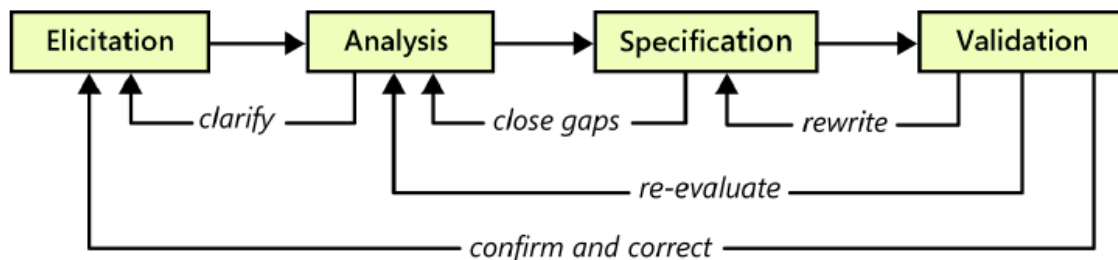 Elicitation
Analysis
Specification
Validation
clarify
close gaps
rewrite
re-evaluate
confirm and correct